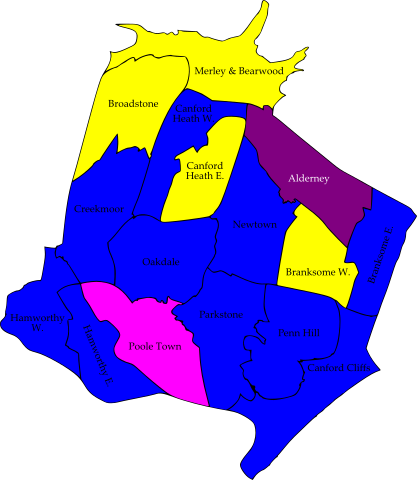 Merley & Bearwood
Broadstone
Canford
Heath W.
Canford
Heath E.
Alderney
Creekmoor
Newtown
Branksome E.
Oakdale
Branksome W.
Hamworthy
W.
Hamworthy E.
Parkstone
Penn Hill
Poole Town
Canford Cliffs